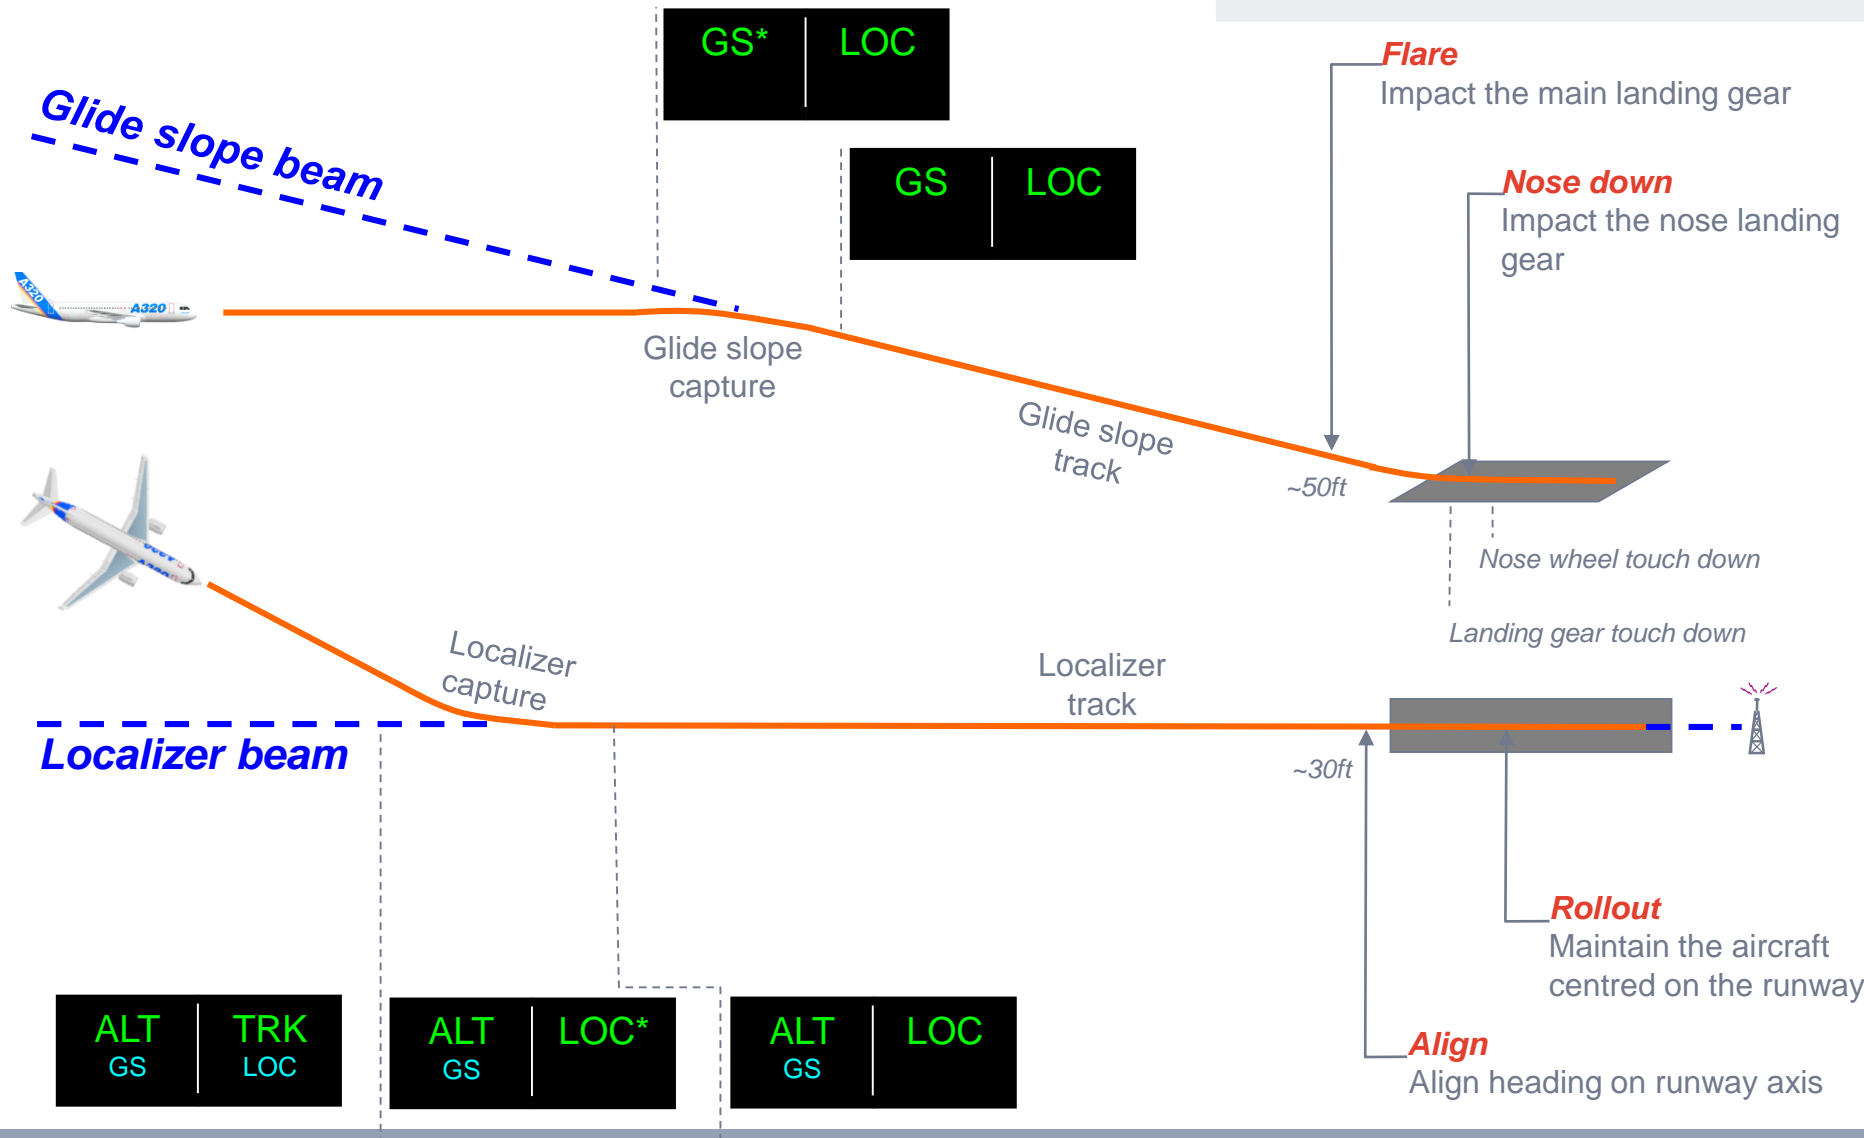 GS* LOC
Flare
Impact the main landing gear
Glide slope beam
GS LOC
Nose down
Impact the nose landing
gear
A320
A320
Glide slope
capture
Glide slope
track
~50ft
Nose wheel touch down
Landing gear touch down
Localizer
capture
Localizer
track
Localizer beam
~30ft
Rollout
Maintain the aircraft
centred on the runway
ALT TRK
GS LOC
ALT LOC*
GS
ALT LOC
GS
Align
Align heading on runway axis